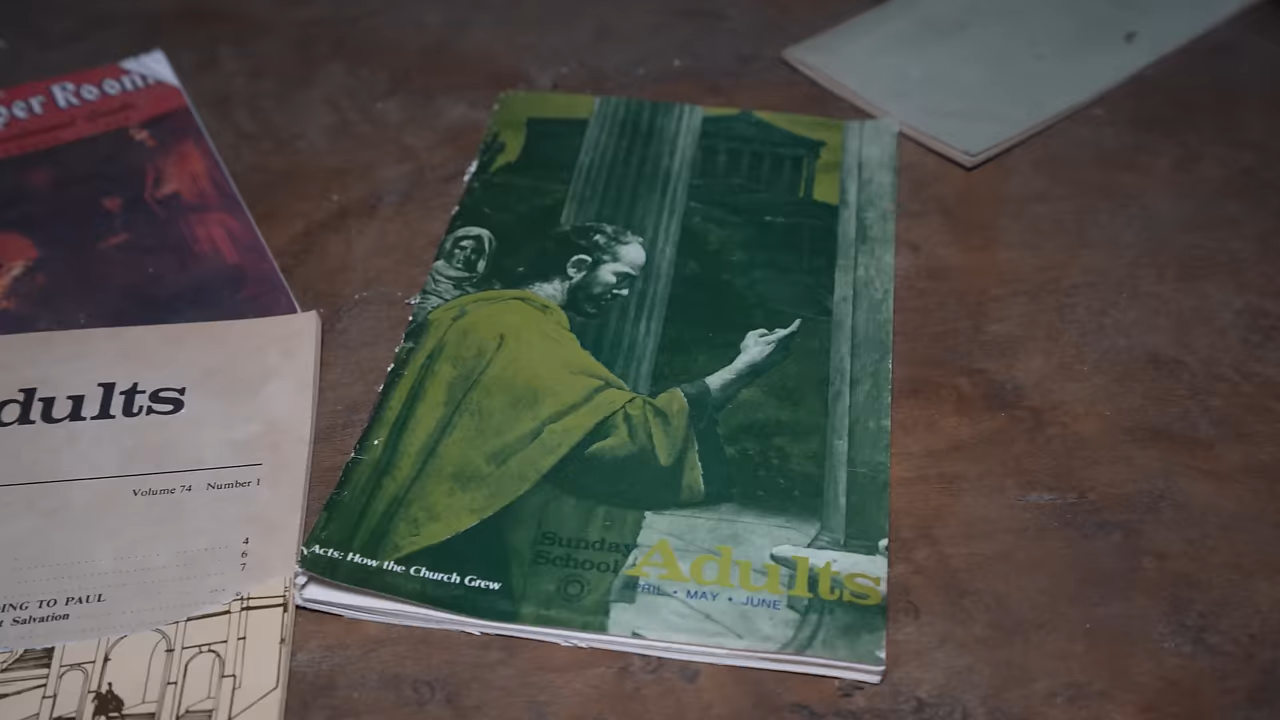 per Room
dults
Volume 74 Number 1
4
6
7
ING TO PAUL
t Salvation
Acts: How the Church Grew
Sunday
School
Adults
APRIL • MAY • JUNE